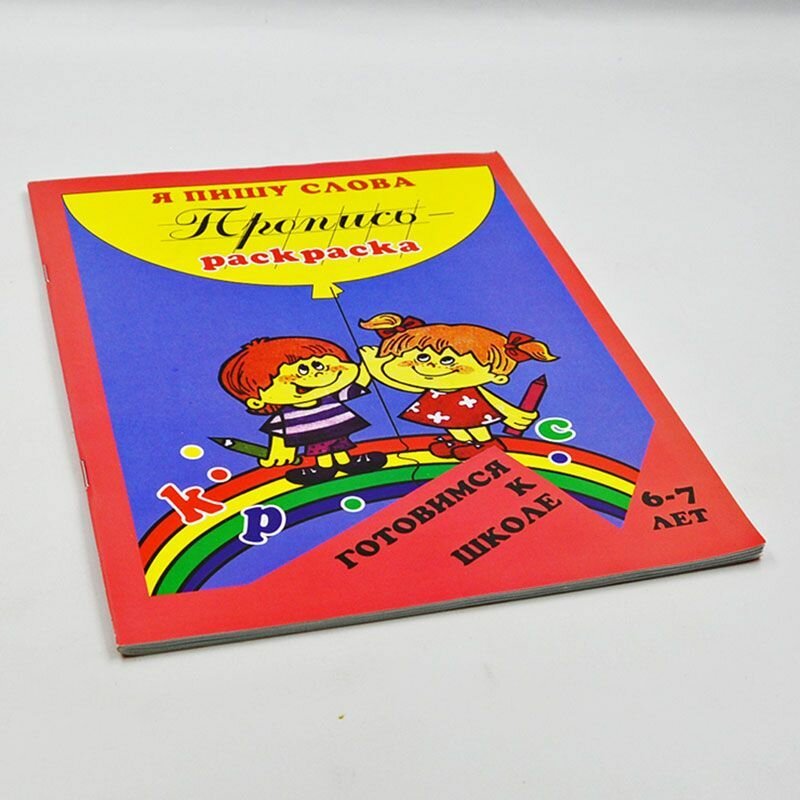 Я ПИШУ СЛОВА
Пропись-
раскраска
к
р
с
ГОТОВИМСЯ
К
ШКОЛЕ
6-7
ЛЕТ